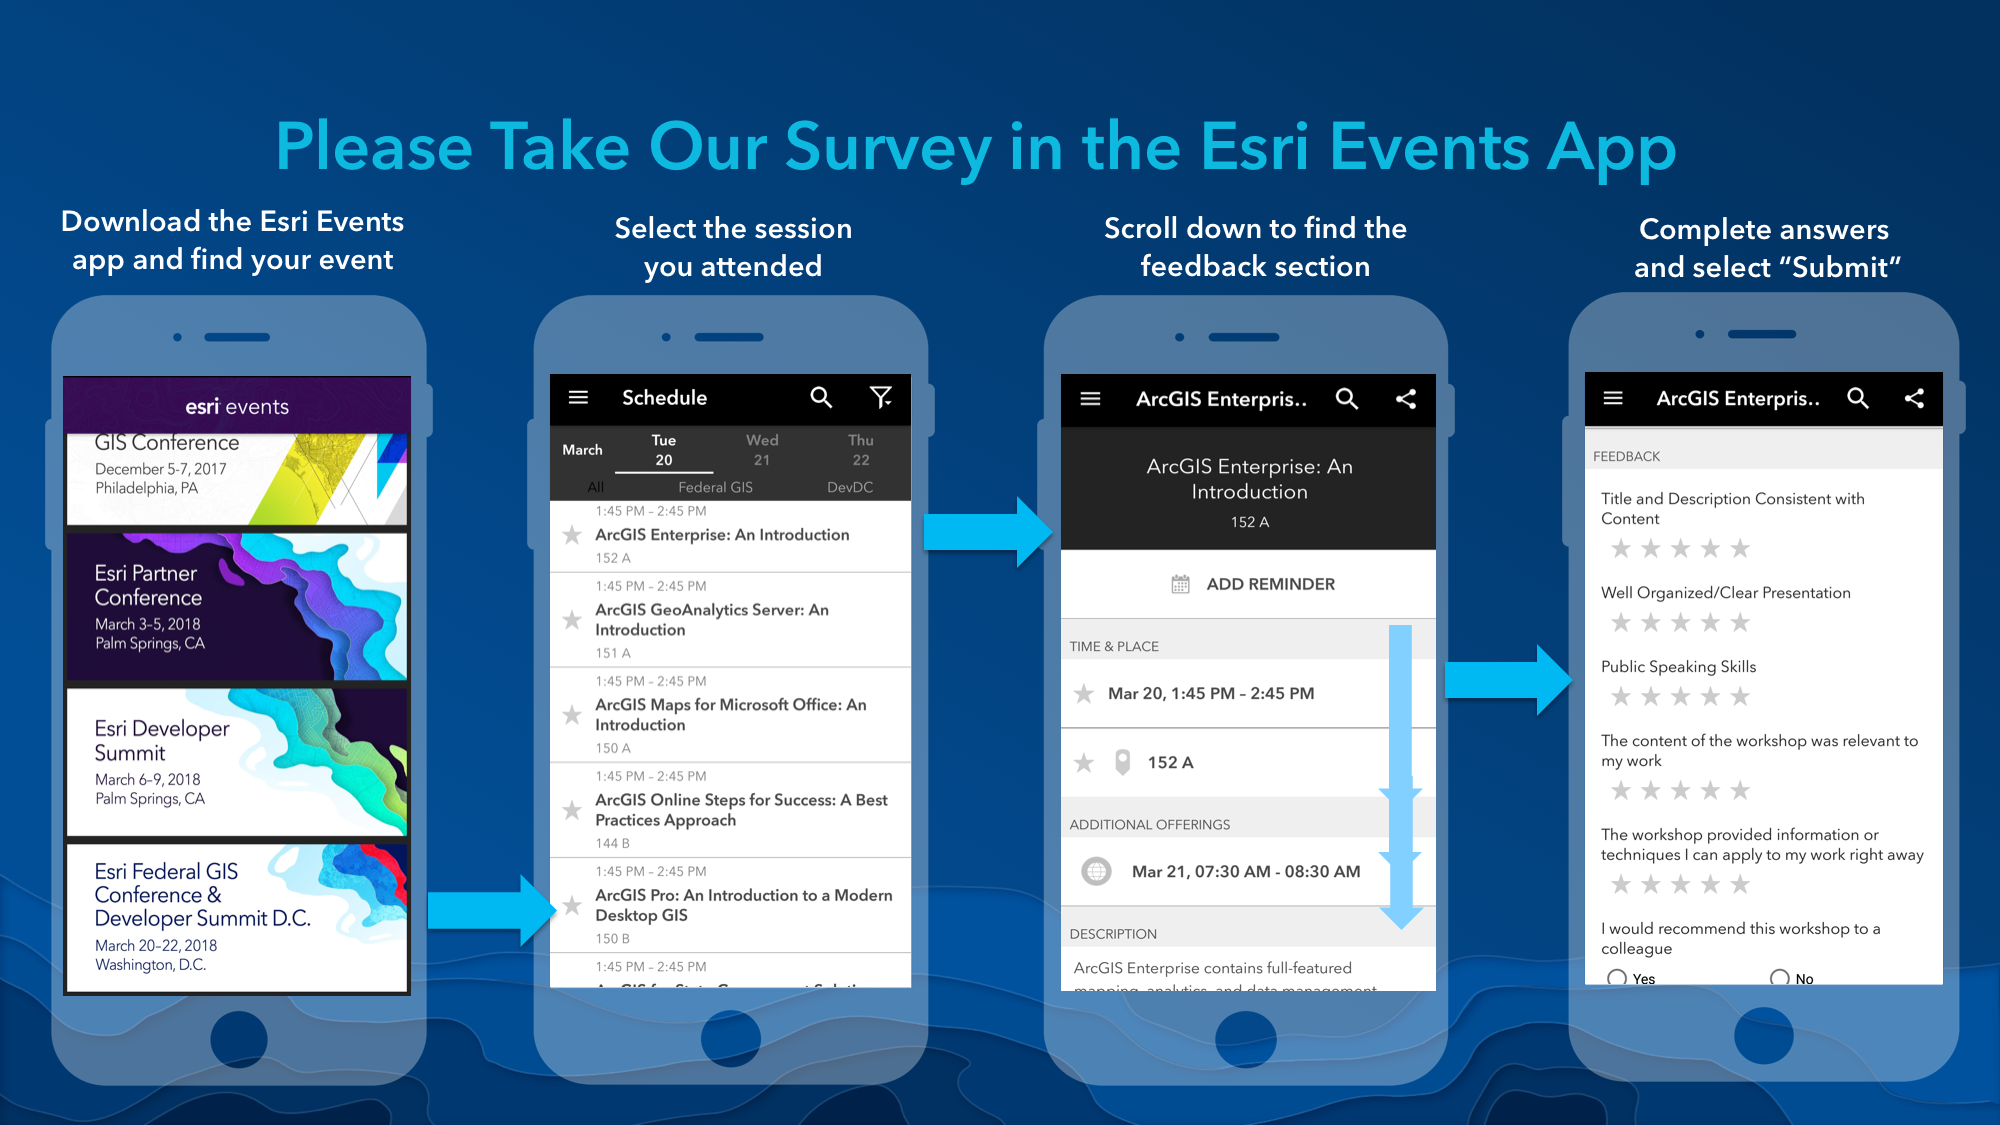 Please Take Our Survey in the Esri Events App
Download the Esri Events
app and find your event
esri events
GIS Conference
December 5-7, 2017
Philadelphia, PA
Esri Partner
Conference
March 3–5, 2018
Palm Springs, CA
Esri Developer
Summit
March 6–9, 2018
Palm Springs, CA
Esri Federal GIS
Conference &
Developer Summit D.C.
March 20–22, 2018
Washington, D.C.
Select the session
you attended
Schedule
March
Tue
20
Wed
21
Thu
22
All
Federal GIS
DevDC
1:45 PM – 2:45 PM
ArcGIS Enterprise: An Introduction
152 A
1:45 PM – 2:45 PM
ArcGIS GeoAnalytics Server: An
Introduction
151 A
1:45 PM – 2:45 PM
ArcGIS Maps for Microsoft Office: An
Introduction
150 A
1:45 PM – 2:45 PM
ArcGIS Online Steps for Success: A Best
Practices Approach
144 B
1:45 PM – 2:45 PM
ArcGIS Pro: An Introduction to a Modern
Desktop GIS
150 B
1:45 PM – 2:45 PM
Scroll down to find the
feedback section
ArcGIS Enterpris..
ArcGIS Enterprise: An
Introduction
152 A
ADD REMINDER
TIME & PLACE
Mar 20, 1:45 PM – 2:45 PM
152 A
ADDITIONAL OFFERINGS
Mar 21, 07:30 AM - 08:30 AM
DESCRIPTION
ArcGIS Enterprise contains full-featured
mapping, analytics, and data management
Complete answers
and select “Submit”
ArcGIS Enterpris..
FEEDBACK
Title and Description Consistent with
Content
Well Organized/Clear Presentation
Public Speaking Skills
The content of the workshop was relevant to
my work
The workshop provided information or
techniques I can apply to my work right away
I would recommend this workshop to a
colleague
Yes
No